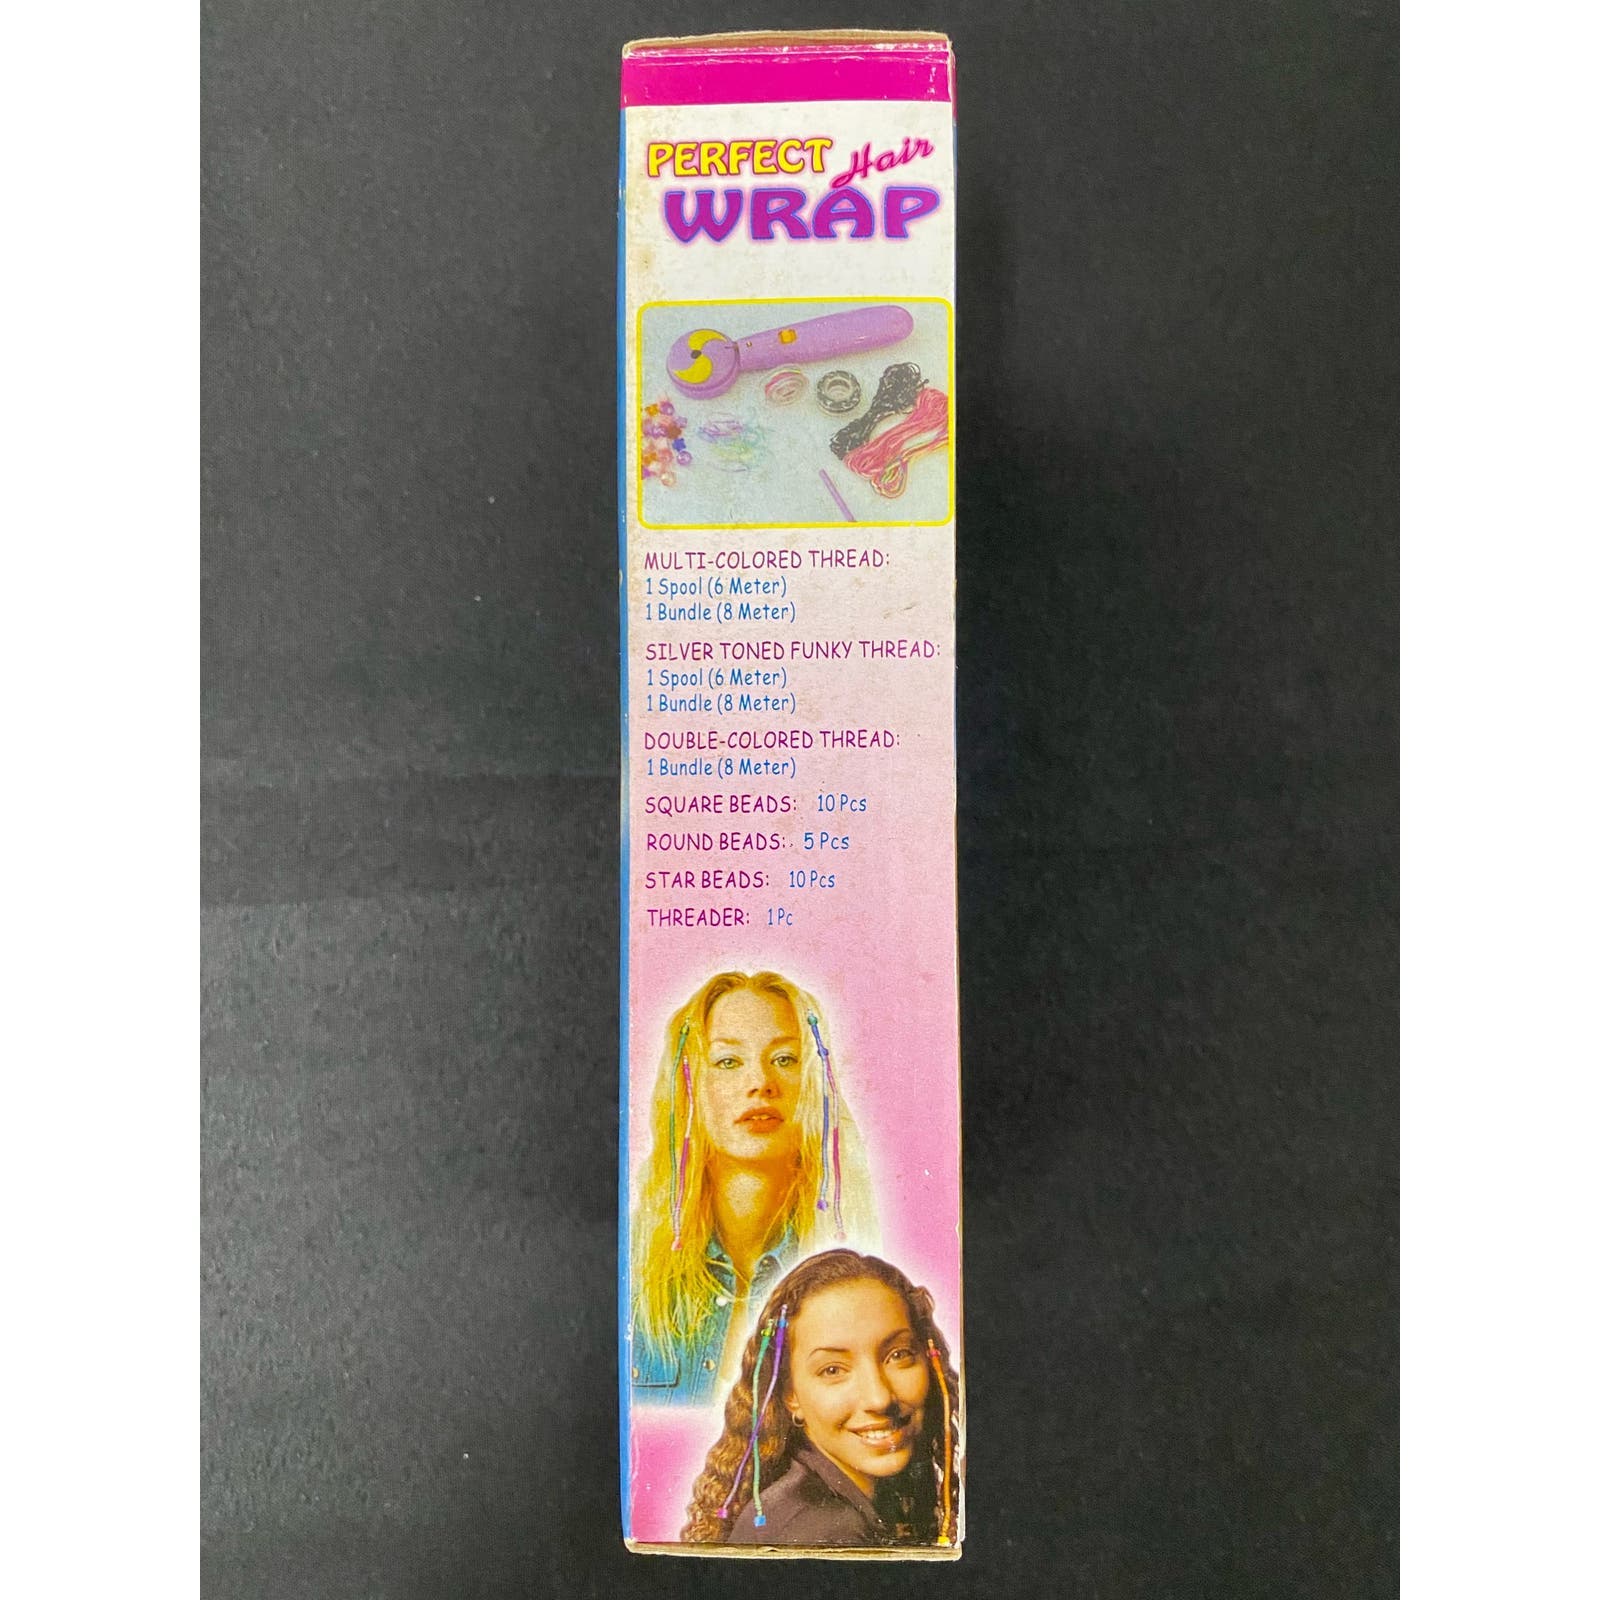 PERFECT Hair
WRAP
MULTI-COLORED THREAD:
1 Spool (6 Meter)
1 Bundle (8 Meter)
SILVER TONED FUNKY THREAD:
1 Spool (6 Meter)
1 Bundle (8 Meter)
DOUBLE-COLORED THREAD:
1 Bundle (8 Meter)
SQUARE BEADS: 10 Pcs
ROUND BEADS: 5 Pcs
STAR BEADS: 10 Pcs
THREADER: 1 Pc